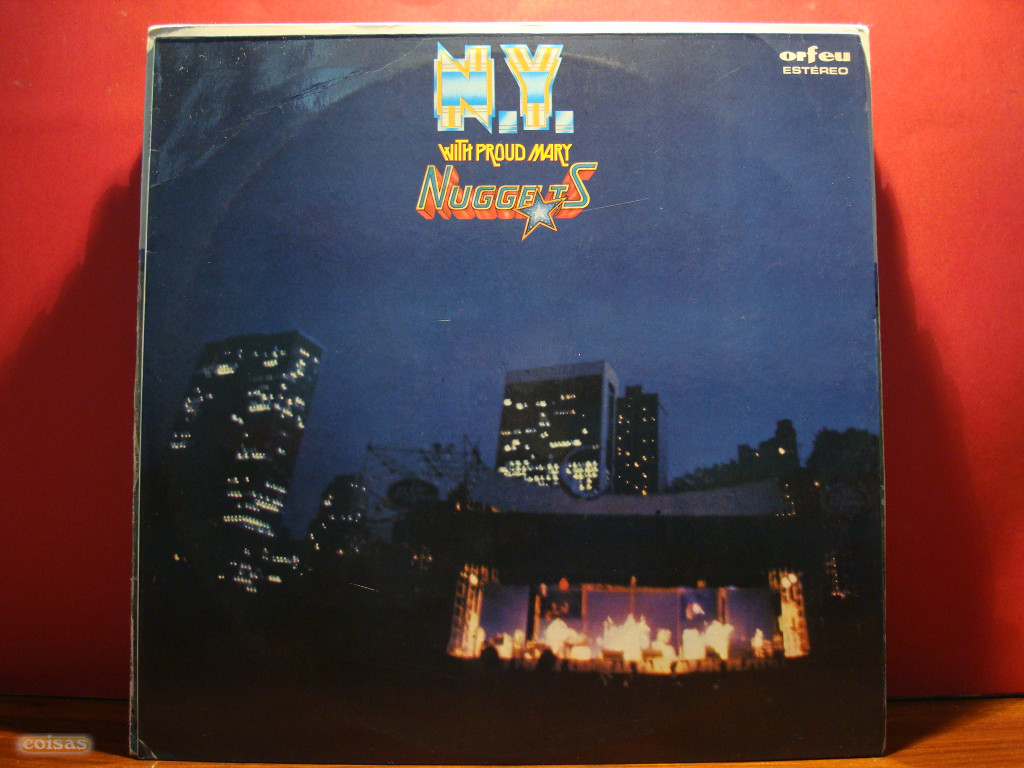 N.Y.
WITH PROUD MARY
NUGGETS
orfeu
ESTÉREO
coisas